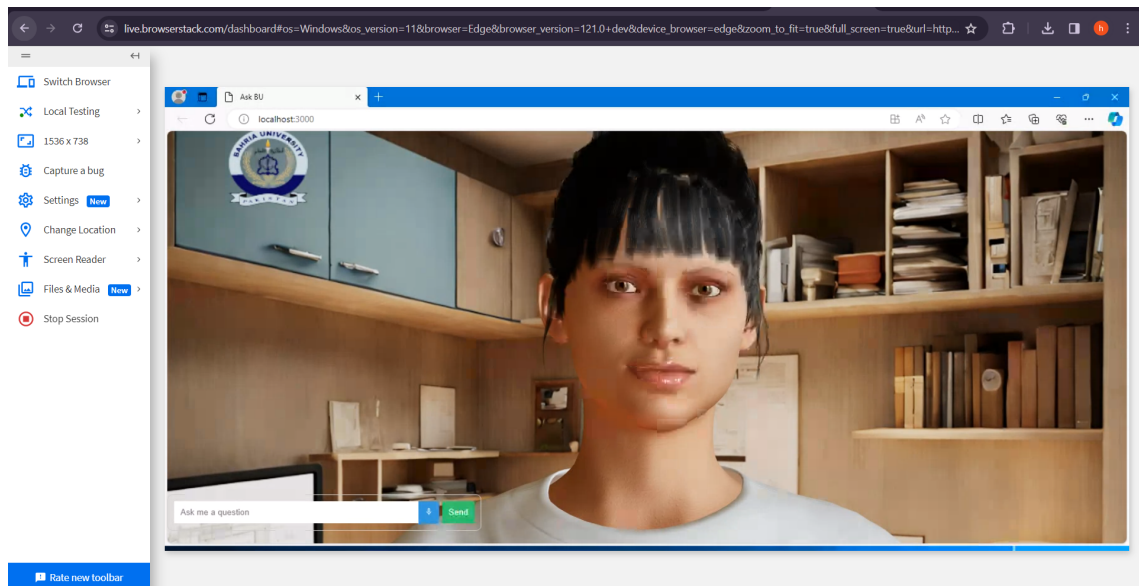 live.browserstack.com/dashboard#os=Windows&os_version=11&browser=Edge&browser_version=121.0+dev&device_browser=edge&zoom_to_fit=true&full_screen=true&url=http...
h
Switch Browser
Local Testing
1536 x 738
Capture a bug
Settings New
Change Location
Screen Reader
Files & Media New
Stop Session
Rate new toolbar
Ask BU
localhost:3000
BAHRIA UNIVERSITY
PAKISTAN
Ask me a question
Send